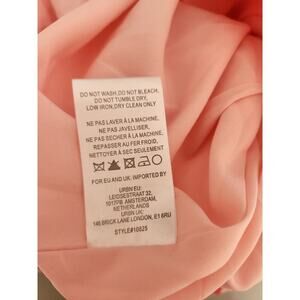 DO NOT WASH,DO NOT BLEACH,
DO NOT TUMBLE DRY,
LOW IRON,DRY CLEAN ONLY
NE PAS LAVER À LA MACHINE,
NE PAS JAVELLISER,
NE PAS SECHER A LA MACHINE,
REPASSER AU FER FROID,
NETTOYER À SEC SEULEMENT
FOR EU AND UK: IMPORTED BY
URBN EU:
LEIDSESTRAAT 32,
1017PB AMSTERDAM,
NETHERLANDS
URBN UK:
146 BRICK LANE LONDON, E1 6RU
STYLE#10825